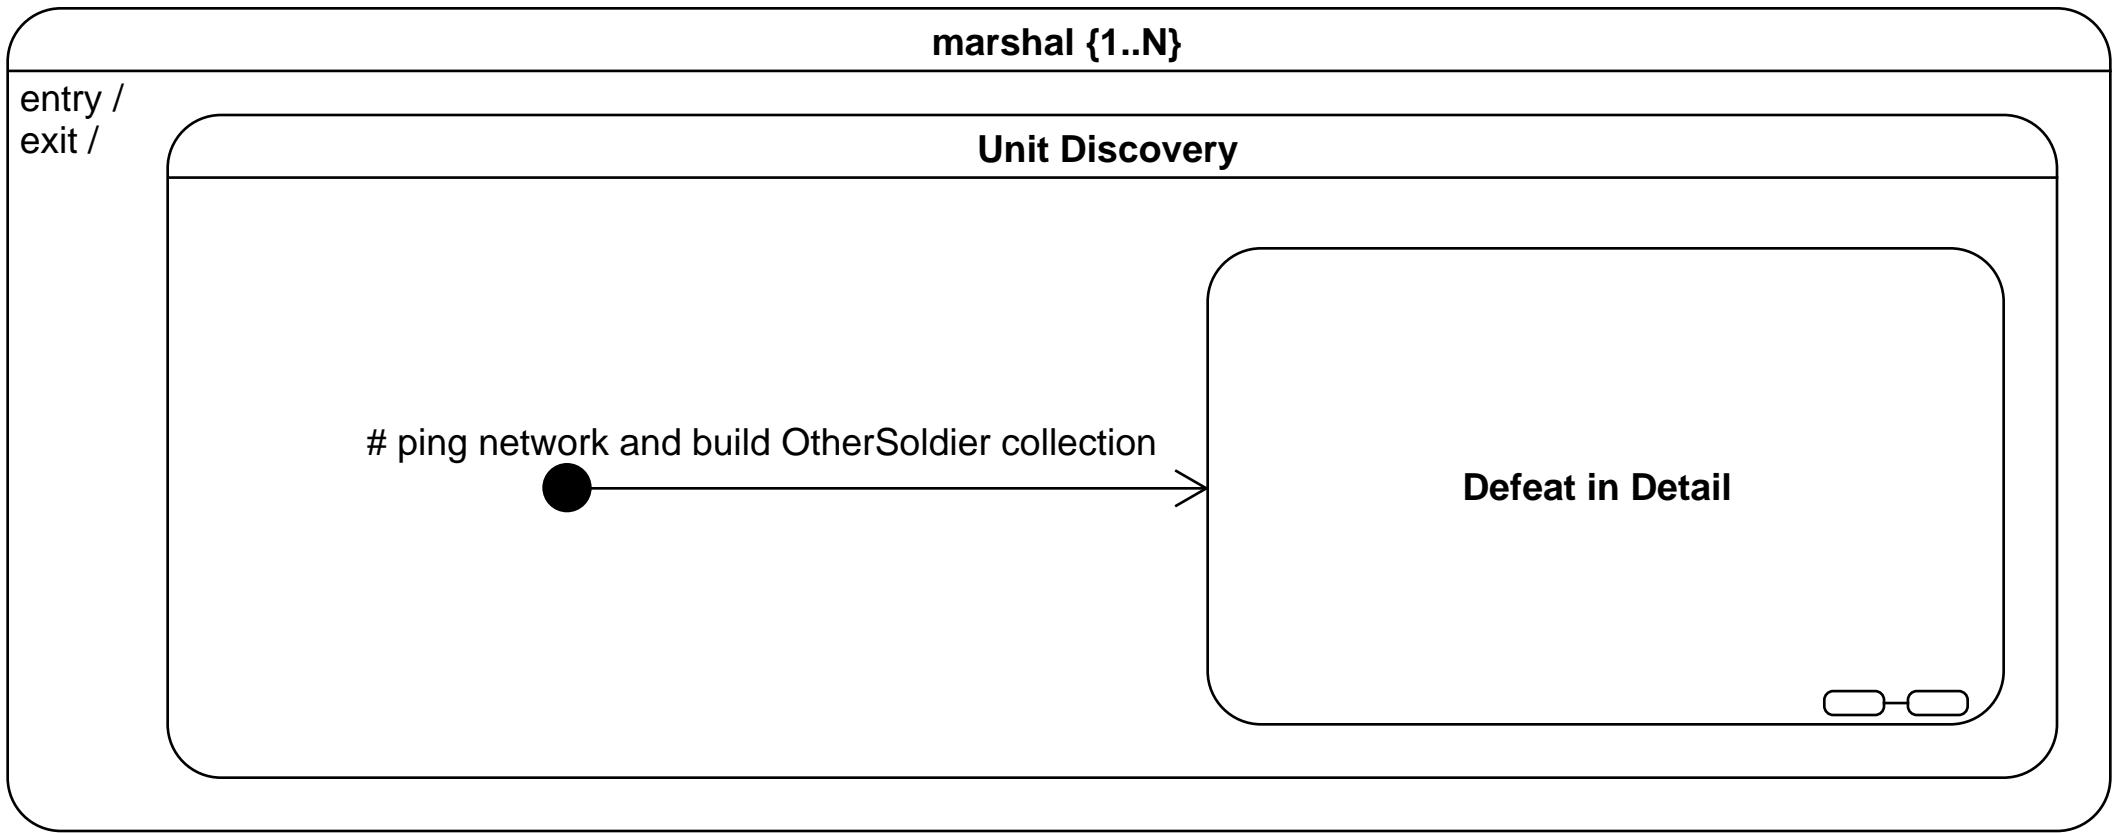 marshal {1..N}
entry /
exit /
Unit Discovery
# ping network and build OtherSoldier collection
Defeat in Detail